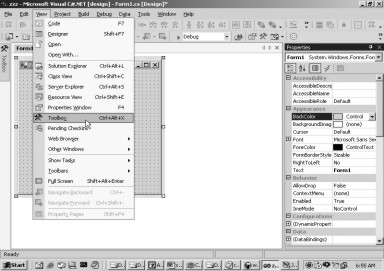 zzz - Microsoft Visual C#.NET [design] - Form1.cs [Design]*
File Edit View Project Build Debug Data Tools Window Help
Code F7
Designer Shift+F7
Open
Open With...
Solution Explorer Ctrl+Alt+L
Class View Ctrl+Shift+C
Server Explorer Ctrl+Alt+S
Resource View Ctrl+Shift+E
Properties Window F4
Toolbox Ctrl+Alt+X
Pending Checkins
Web Browser
Other Windows
Show Tasks
Toolbars
Full Screen Shift+Alt+Enter
Navigate Backward Ctrl+-
Navigate Forward Ctrl+Shift+-
Property Pages Shift+F4
Debug
Toolbox
Form1
Properties
Form1 System.Windows.Forms.Form
Accessibility
AccessibleDescrip
AccessibleName
AccessibleRole Default
Appearance
BackColor Control
BackgroundImag (none)
Cursor Default
Font Microsoft Sans Ser
ForeColor ControlText
FormBorderStyle Sizable
RightToLeft No
Text Form1
Behavior
AllowDrop False
ContextMenu (none)
Enabled True
ImeMode NoControl
Configurations
(DynamicPropert
Data
(DataBindings)
Ready
Start
6:55 AM